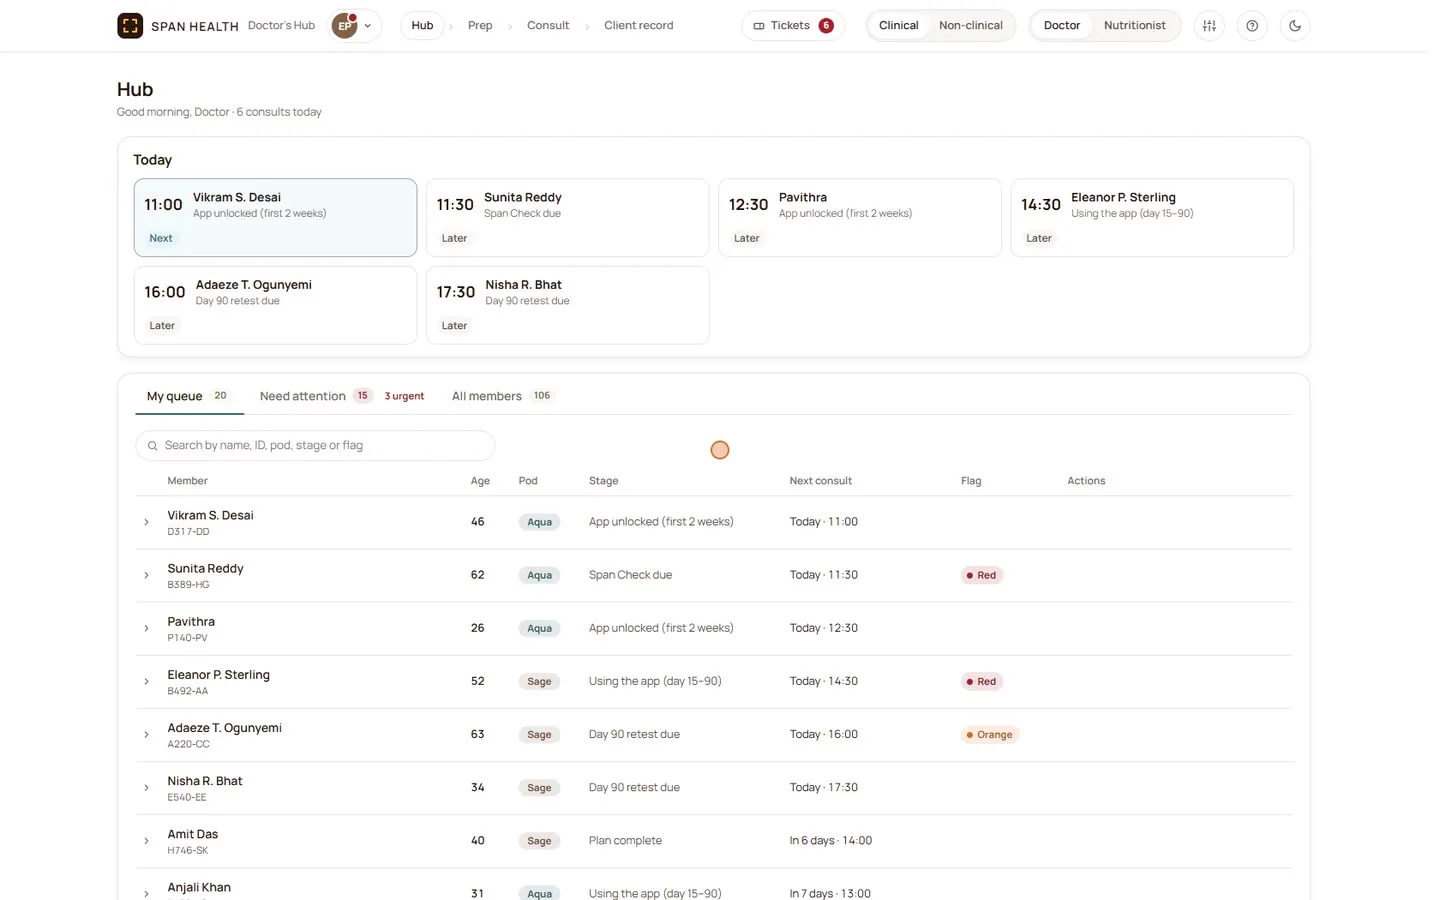 SPAN HEALTH Doctor's Hub EP Hub Prep Consult Client record Tickets 6 Clinical Non-clinical Doctor Nutritionist
Hub
Good morning, Doctor · 6 consults today
Today
11:00 Vikram S. Desai
App unlocked (first 2 weeks)
Next
11:30 Sunita Reddy
Span Check due
Later
12:30 Pavithra
App unlocked (first 2 weeks)
Later
14:30 Eleanor P. Sterling
Using the app (day 15–90)
Later
16:00 Adaeze T. Ogunyemi
Day 90 retest due
Later
17:30 Nisha R. Bhat
Day 90 retest due
Later
My queue 20 Need attention 15 3 urgent All members 106
Search by name, ID, pod, stage or flag
Member Age Pod Stage Next consult Flag Actions
Vikram S. Desai 46 Aqua App unlocked (first 2 weeks) Today · 11:00
D317-DD
Sunita Reddy 62 Aqua Span Check due Today · 11:30 Red
B389-HG
Pavithra 26 Aqua App unlocked (first 2 weeks) Today · 12:30
P140-PV
Eleanor P. Sterling 52 Sage Using the app (day 15–90) Today · 14:30 Red
B492-AA
Adaeze T. Ogunyemi 63 Sage Day 90 retest due Today · 16:00 Orange
A220-CC
Nisha R. Bhat 34 Sage Day 90 retest due Today · 17:30
E540-EE
Amit Das 40 Sage Plan complete In 6 days · 14:00
H746-SK
Anjali Khan 31 Aqua Using the app (day 15–90) In 7 days · 13:00